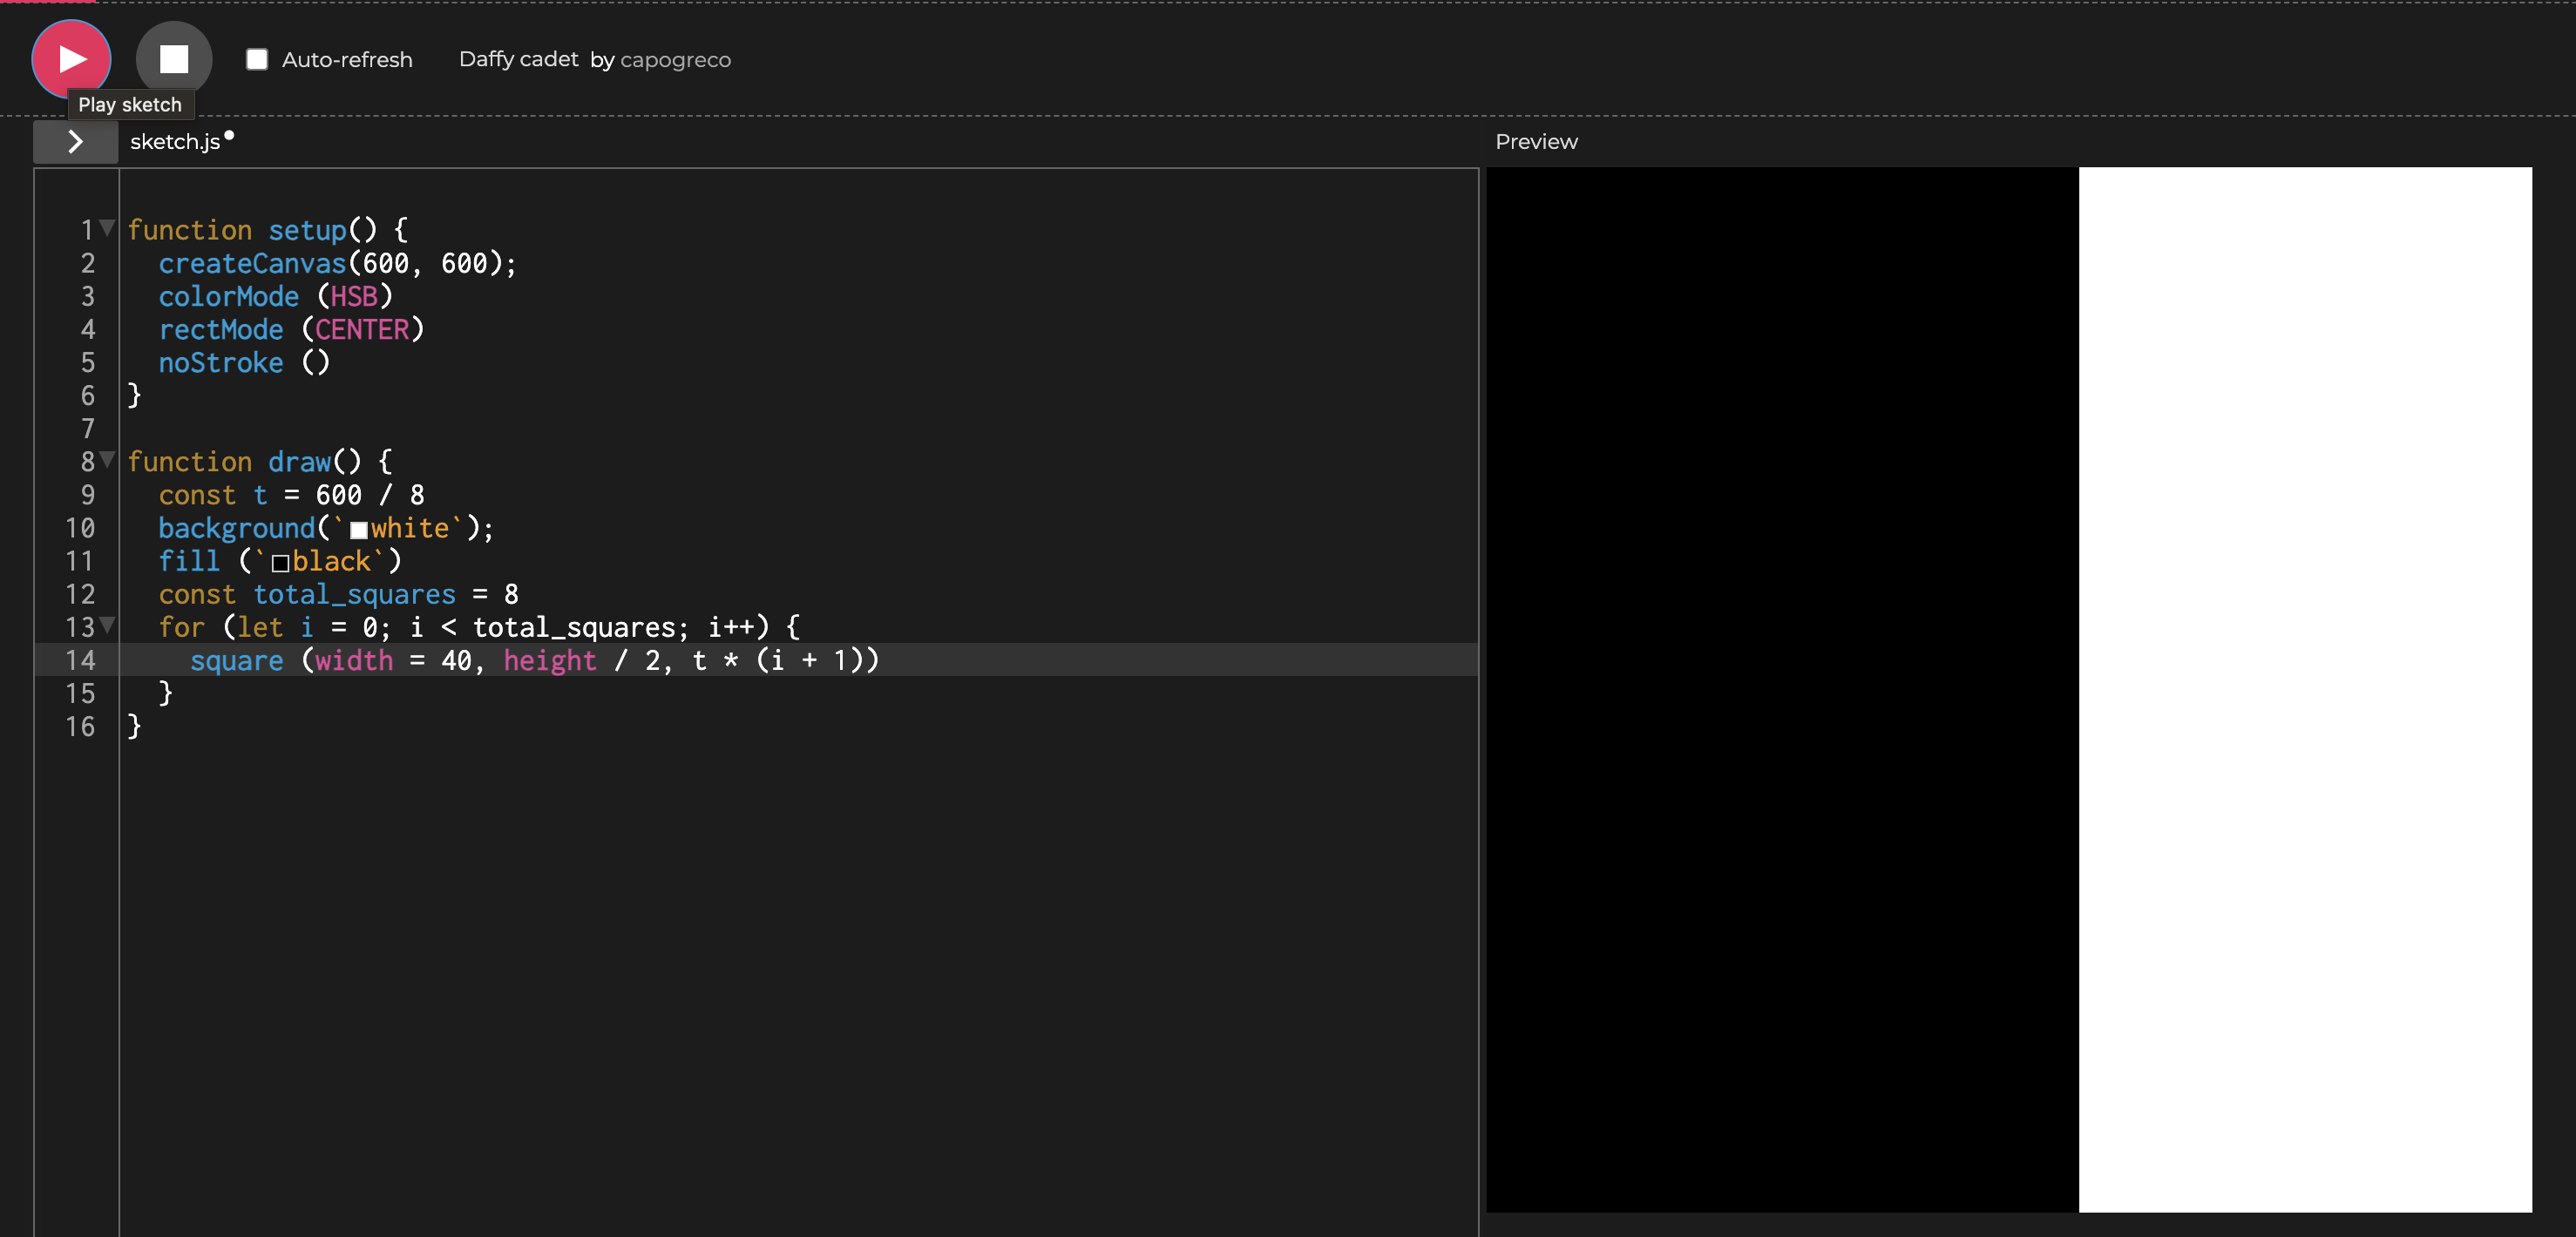 Auto-refresh Daffy cadet by capogreco
Play sketch
sketch.js
Preview
1 function setup() {
2 createCanvas(600, 600);
3 colorMode (HSB)
4 rectMode (CENTER)
5 noStroke ()
6 }
7
8 function draw() {
9 const t = 600 / 8
10 background(`white`);
11 fill (`black`)
12 const total_squares = 8
13 for (let i = 0; i < total_squares; i++) {
14 square (width = 40, height / 2, t * (i + 1))
15 }
16 }